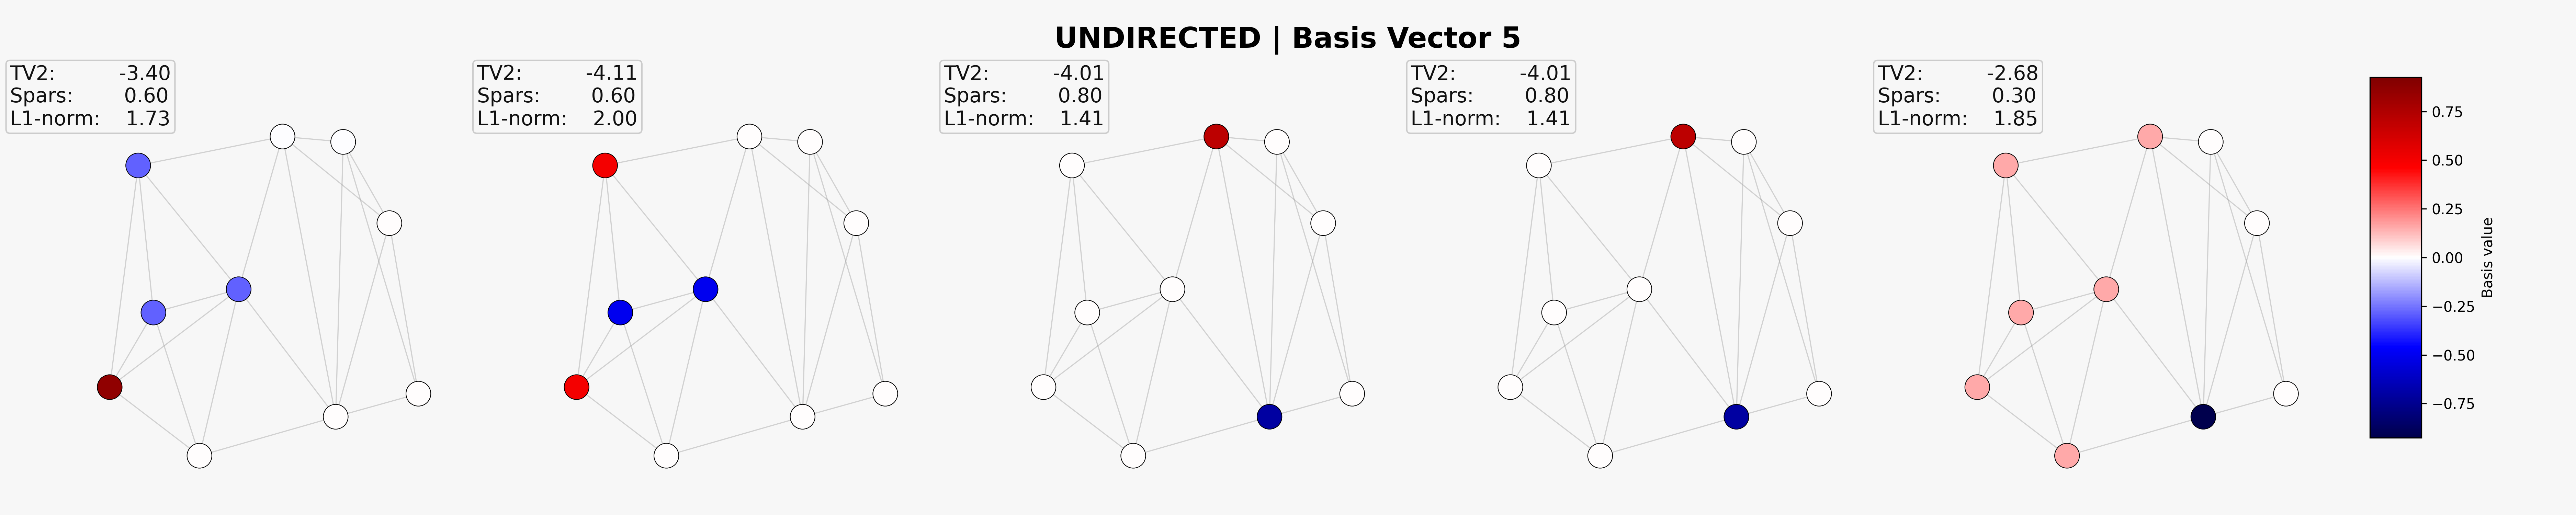 UNDIRECTED | Basis Vector 5
TV2: -3.40
Spars: 0.60
L1-norm: 1.73
TV2: -4.11
Spars: 0.60
L1-norm: 2.00
TV2: -4.01
Spars: 0.80
L1-norm: 1.41
TV2: -4.01
Spars: 0.80
L1-norm: 1.41
TV2: -2.68
Spars: 0.30
L1-norm: 1.85
0.75
0.50
0.25
0.00
−0.25
−0.50
−0.75
Basis value